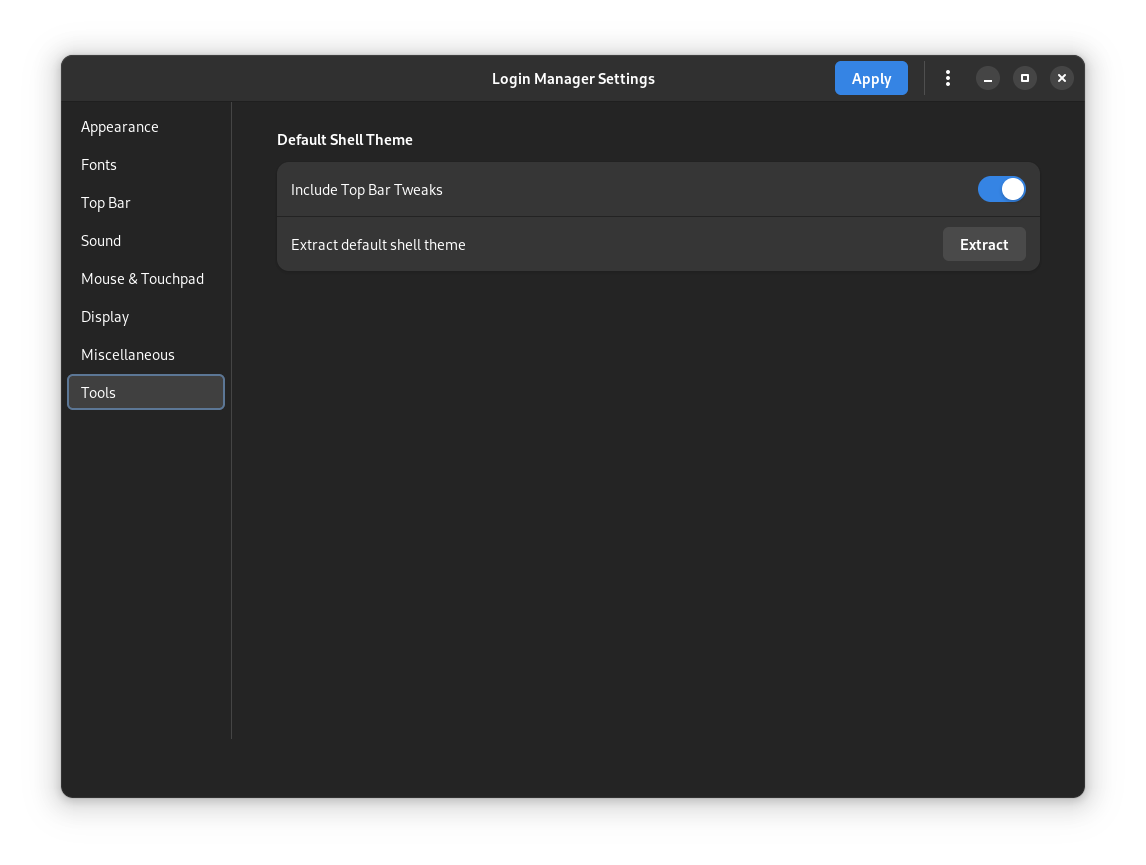 Login Manager Settings
Apply
Appearance
Fonts
Top Bar
Sound
Mouse & Touchpad
Display
Miscellaneous
Tools
Default Shell Theme
Include Top Bar Tweaks
Extract default shell theme
Extract